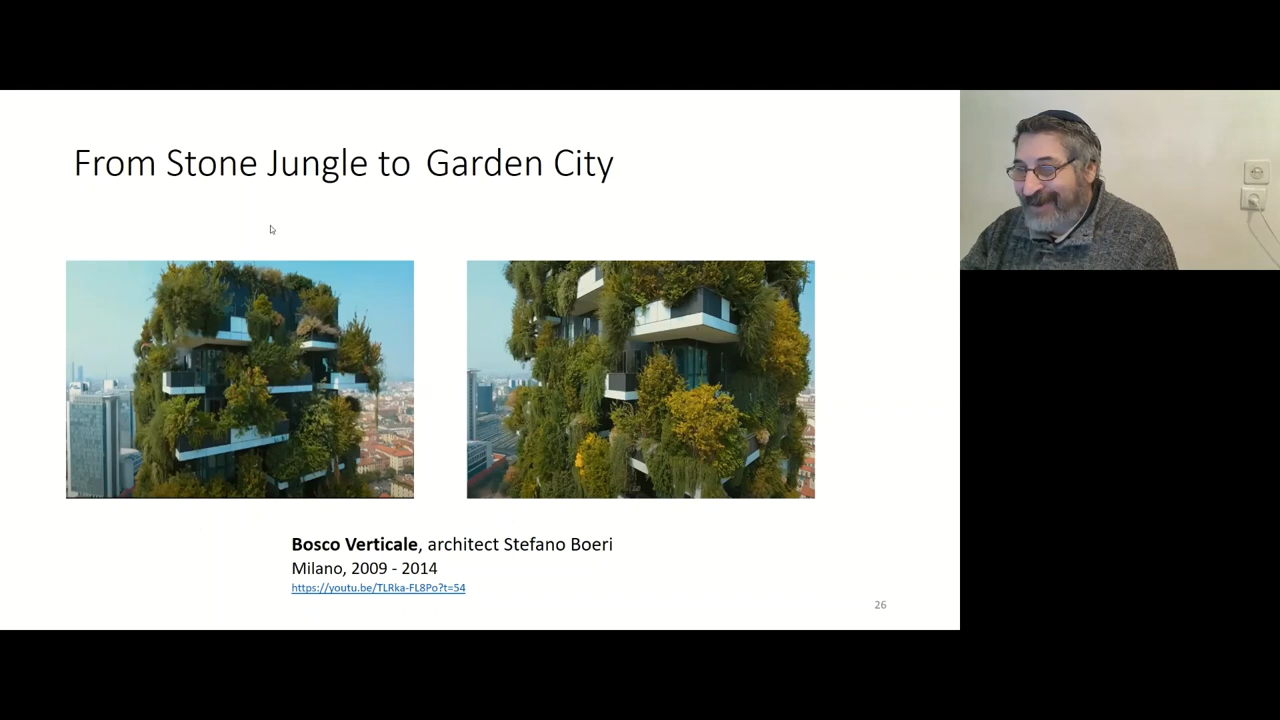 From Stone Jungle to Garden City
Bosco Verticale, architect Stefano Boeri
Milano, 2009 - 2014
https://youtu.be/TLRka-FL8Po?t=54
26